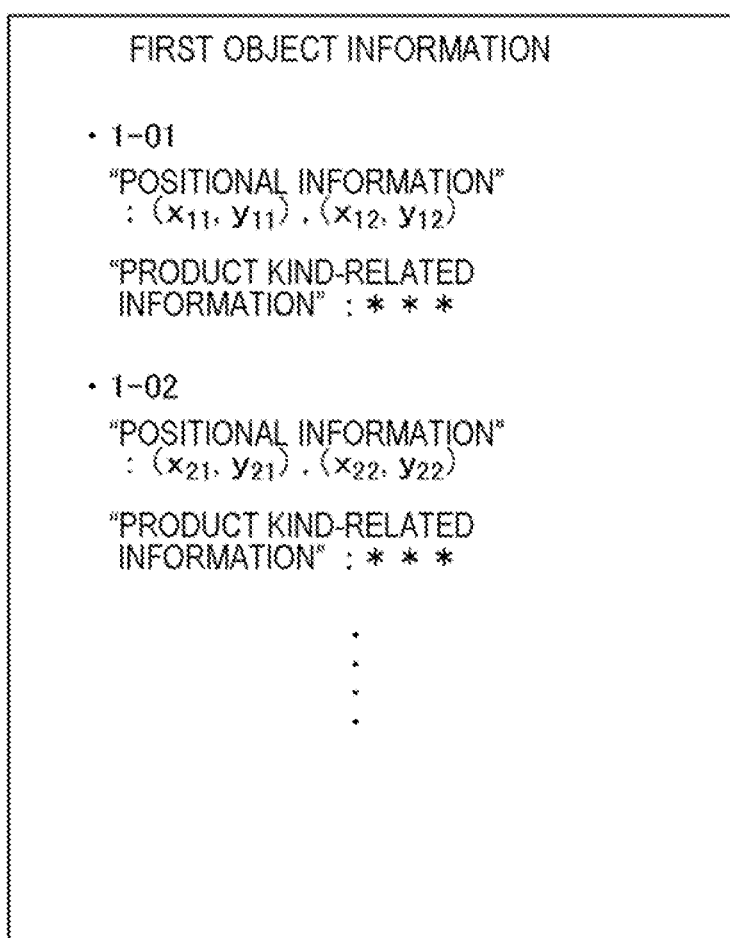 FIRST OBJECT INFORMATION
・1-01
"POSITIONAL INFORMATION"
: (x₁₁, y₁₁) , (x₁₂, y₁₂)
"PRODUCT KIND-RELATED
INFORMATION" : * * *
・1-02
"POSITIONAL INFORMATION"
: (x₂₁, y₂₁) , (x₂₂, y₂₂)
"PRODUCT KIND-RELATED
INFORMATION" : * * *